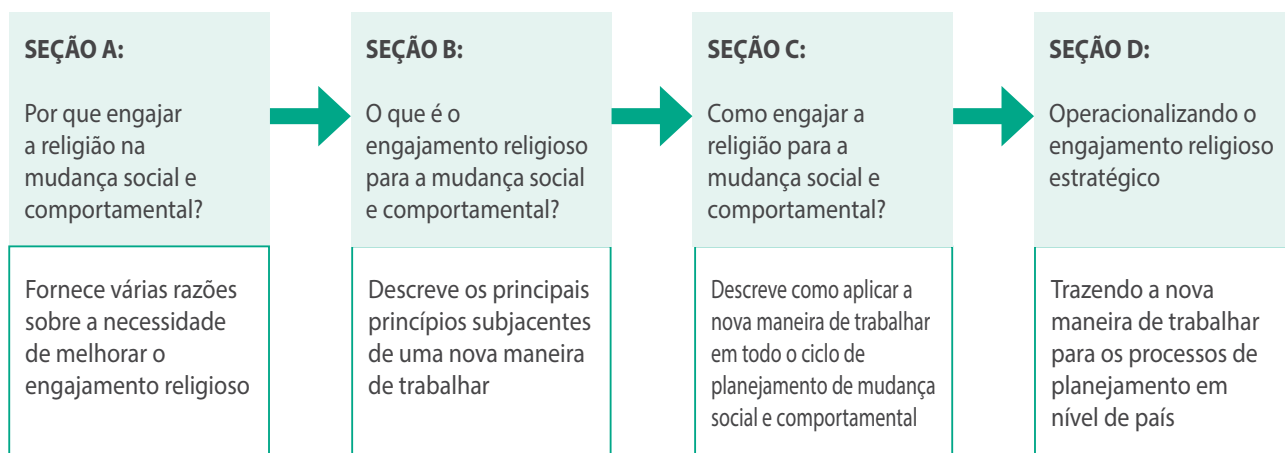 SEÇÃO A:
Por que engajar
a religião na
mudança social e
comportamental?
Fornece várias razões
sobre a necessidade
de melhorar o
engajamento religioso
SEÇÃO B:
O que é o
engajamento religioso
para a mudança social
e comportamental?
Descreve os principais
princípios subjacentes
de uma nova maneira
de trabalhar
SEÇÃO C:
Como engajar a
religião para a
mudança social e
comportamental?
Descreve como aplicar a
nova maneira de trabalhar
em todo o ciclo de
planejamento de mudança
social e comportamental
SEÇÃO D:
Operacionalizando o
engajamento religioso
estratégico
Trazendo a nova
maneira de trabalhar
para os processos de
planejamento em
nível de país